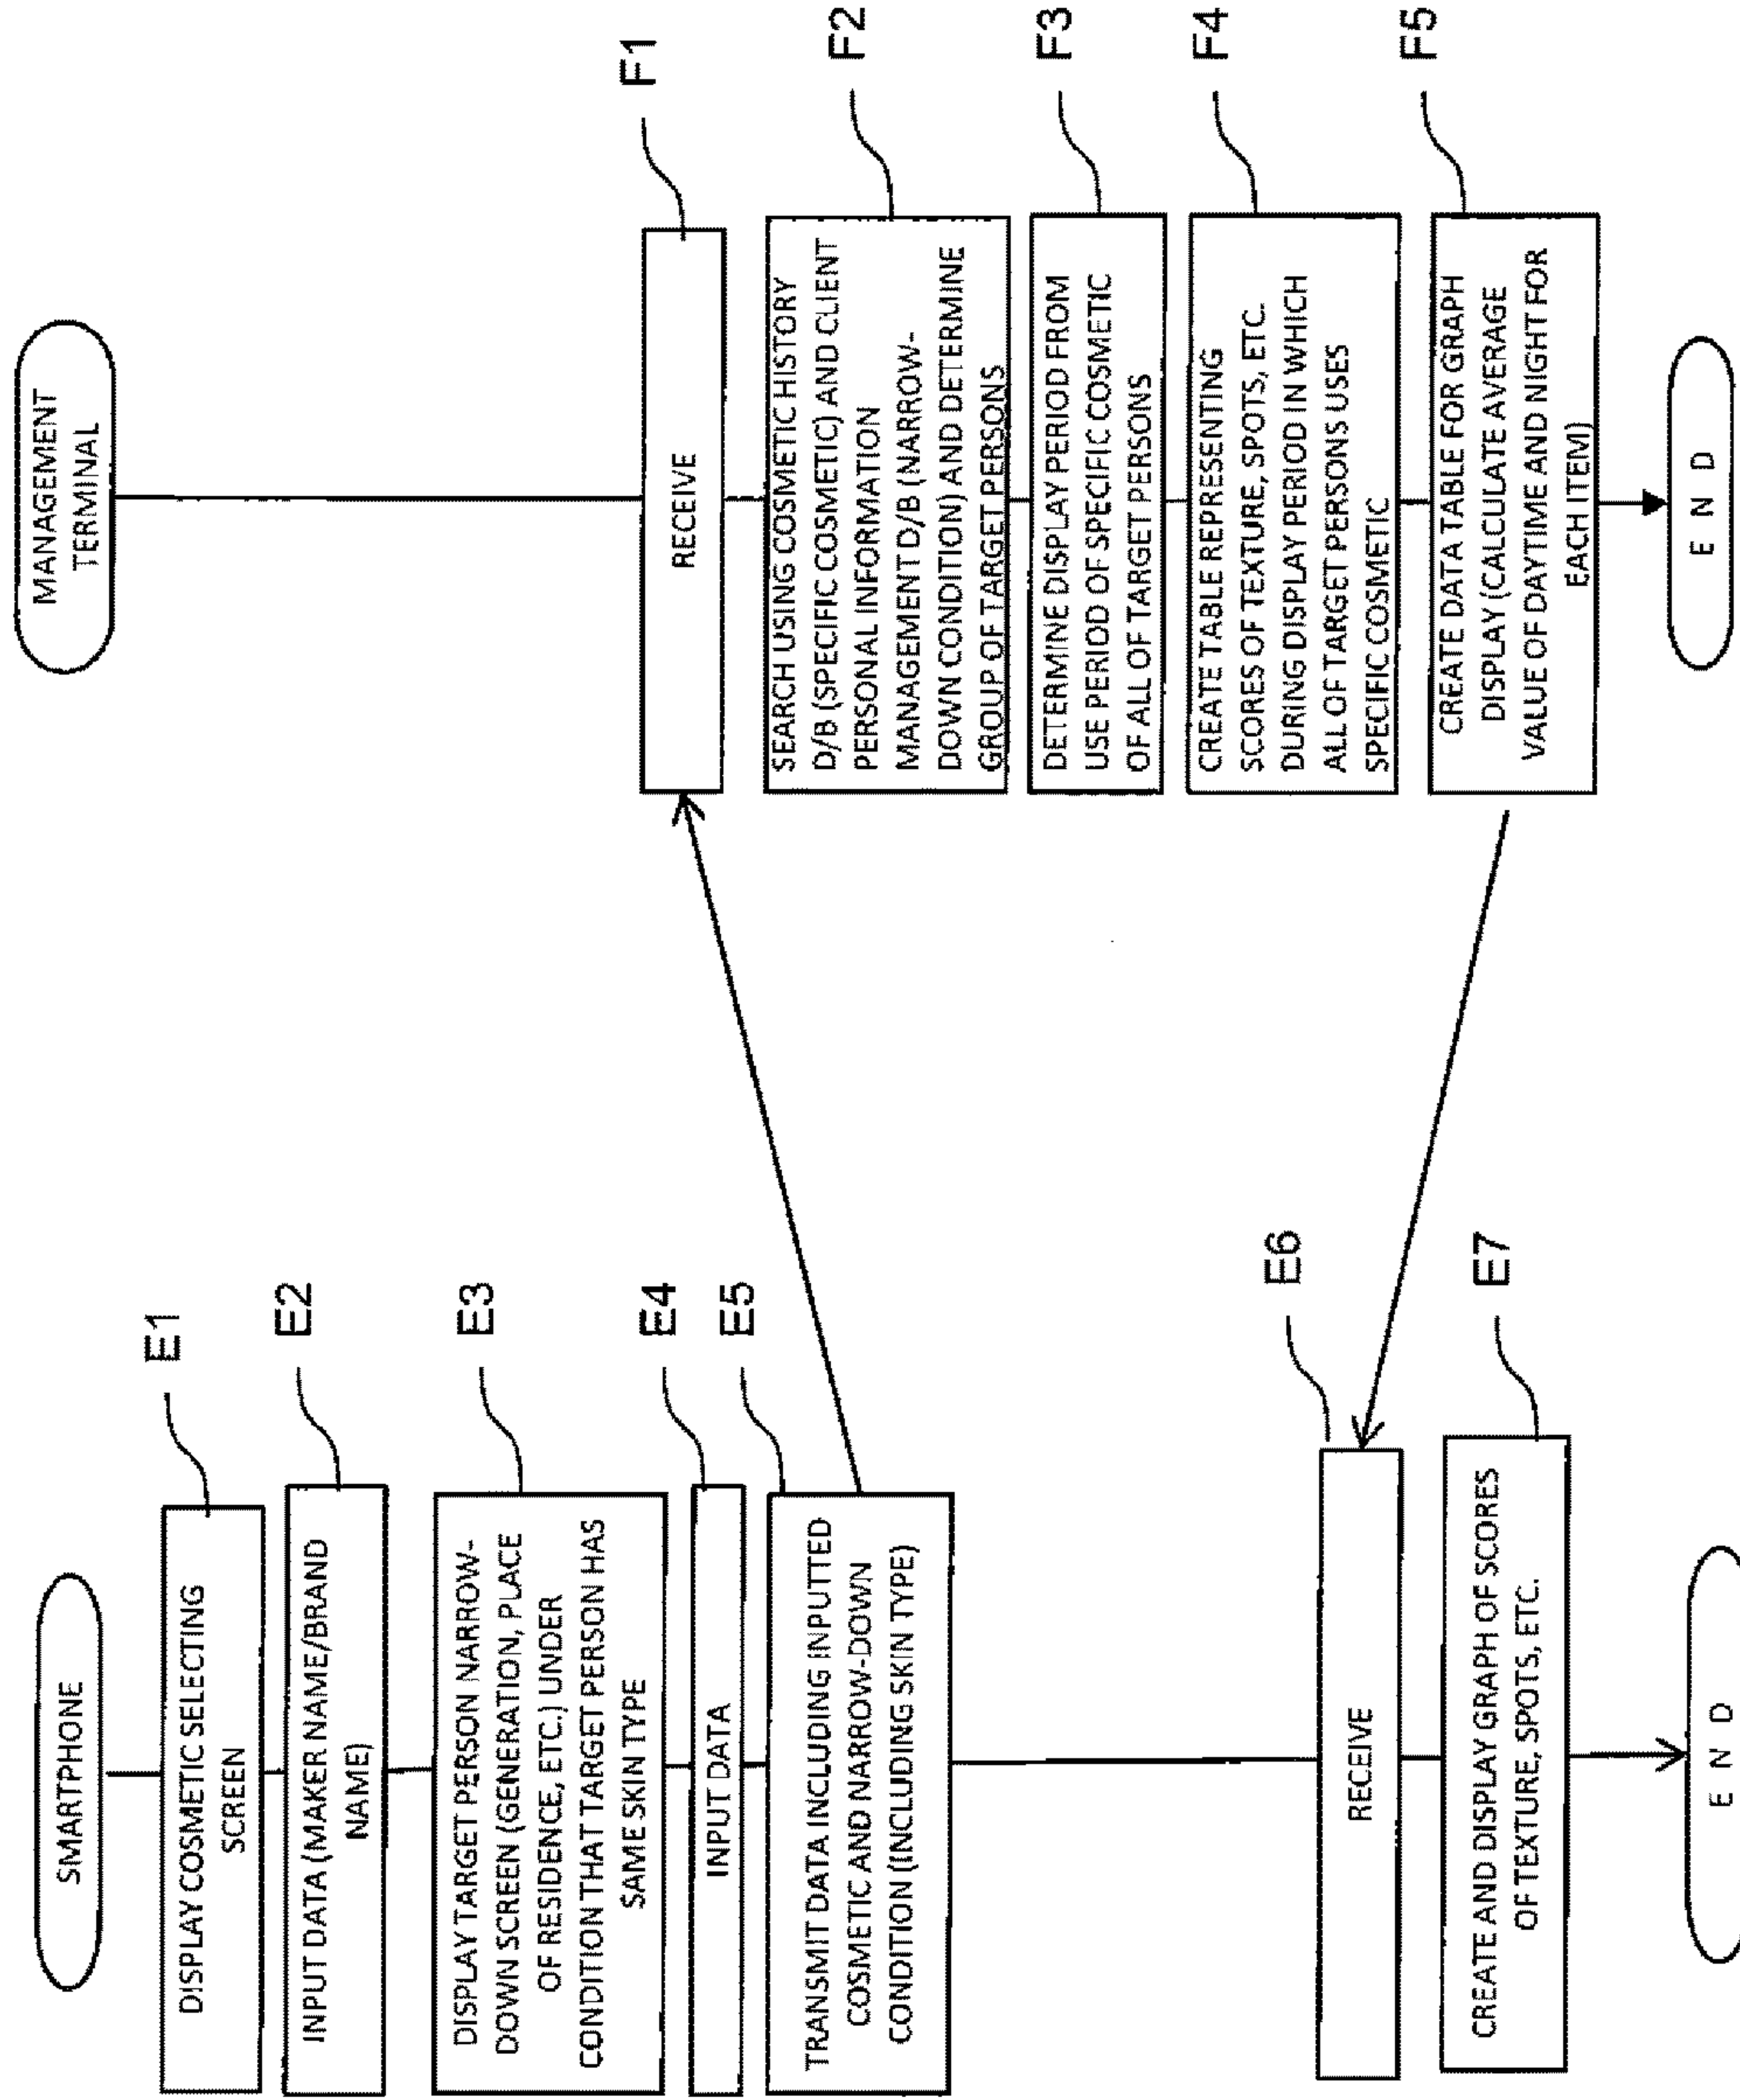 SMARTPHONE
DISPLAY COSMETIC SELECTING
SCREEN
E1
INPUT DATA (MAKER NAME/BRAND
NAME)
E2
DISPLAY TARGET PERSON NARROW-
DOWN SCREEN (GENERATION, PLACE
OF RESIDENCE, ETC.) UNDER
CONDITION THAT TARGET PERSON HAS
SAME SKIN TYPE
E3
INPUT DATA
E4
TRANSMIT DATA INCLUDING INPUTTED
COSMETIC AND NARROW-DOWN
CONDITION (INCLUDING SKIN TYPE)
E5
RECEIVE
E6
CREATE AND DISPLAY GRAPH OF SCORES
OF TEXTURE, SPOTS, ETC.
E7
E N D
MANAGEMENT
TERMINAL
RECEIVE
F1
SEARCH USING COSMETIC HISTORY
D/B (SPECIFIC COSMETIC) AND CLIENT
PERSONAL INFORMATION
MANAGEMENT D/B (NARROW-
DOWN CONDITION) AND DETERMINE
GROUP OF TARGET PERSONS
F2
DETERMINE DISPLAY PERIOD FROM
USE PERIOD OF SPECIFIC COSMETIC
OF ALL OF TARGET PERSONS
F3
CREATE TABLE REPRESENTING
SCORES OF TEXTURE, SPOTS, ETC.
DURING DISPLAY PERIOD IN WHICH
ALL OF TARGET PERSONS USES
SPECIFIC COSMETIC
F4
CREATE DATA TABLE FOR GRAPH
DISPLAY (CALCULATE AVERAGE
VALUE OF DAYTIME AND NIGHT FOR
EACH ITEM)
F5
E N D